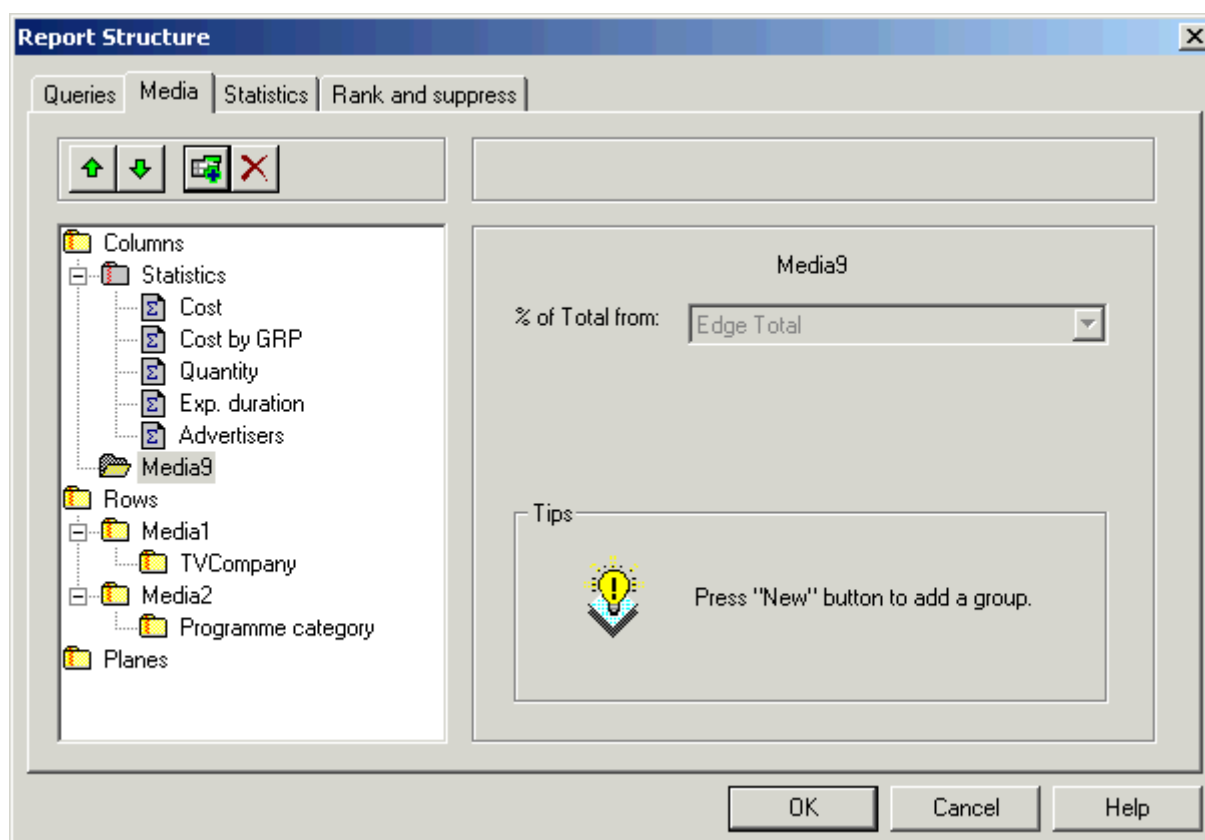 Report Structure
Queries Media Statistics Rank and suppress
Columns
Statistics
Cost
Cost by GRP
Quantity
Exp. duration
Advertisers
Media9
Rows
Media1
TVCompany
Media2
Programme category
Planes
Media9
% of Total from: Edge Total
Tips
Press "New" button to add a group.
OK Cancel Help